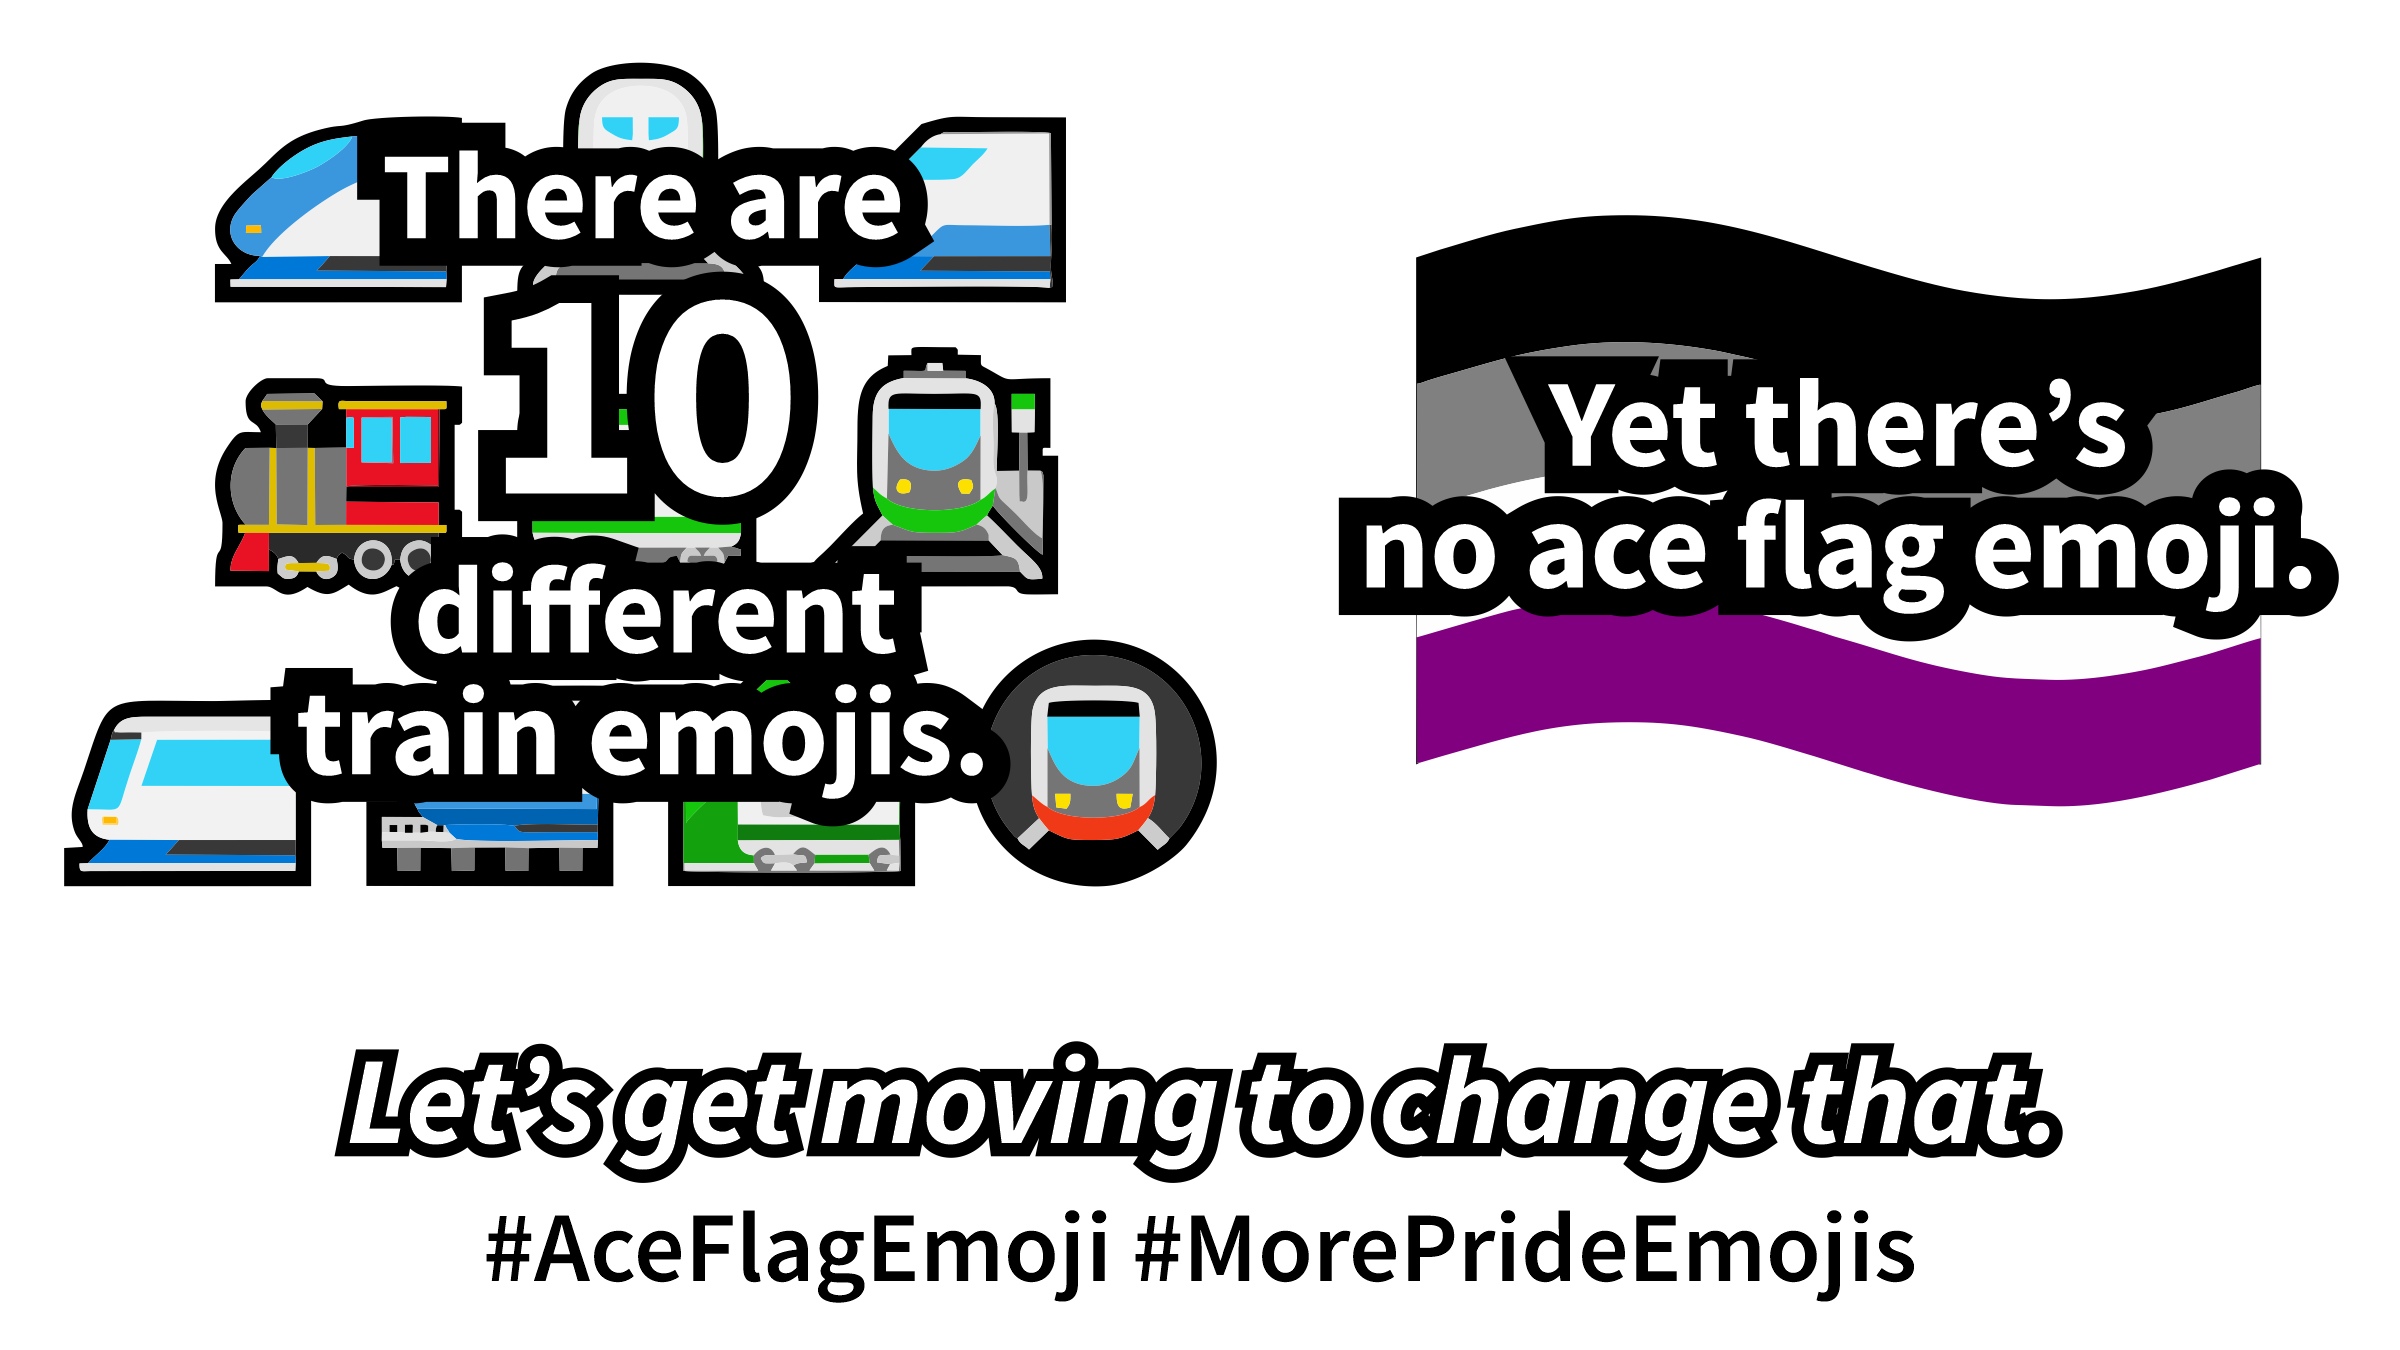 There are
10
different
train emojis.
Yet there’s
no ace flag emoji.
Let’s get moving to change that.
#AceFlagEmoji #MorePrideEmojis